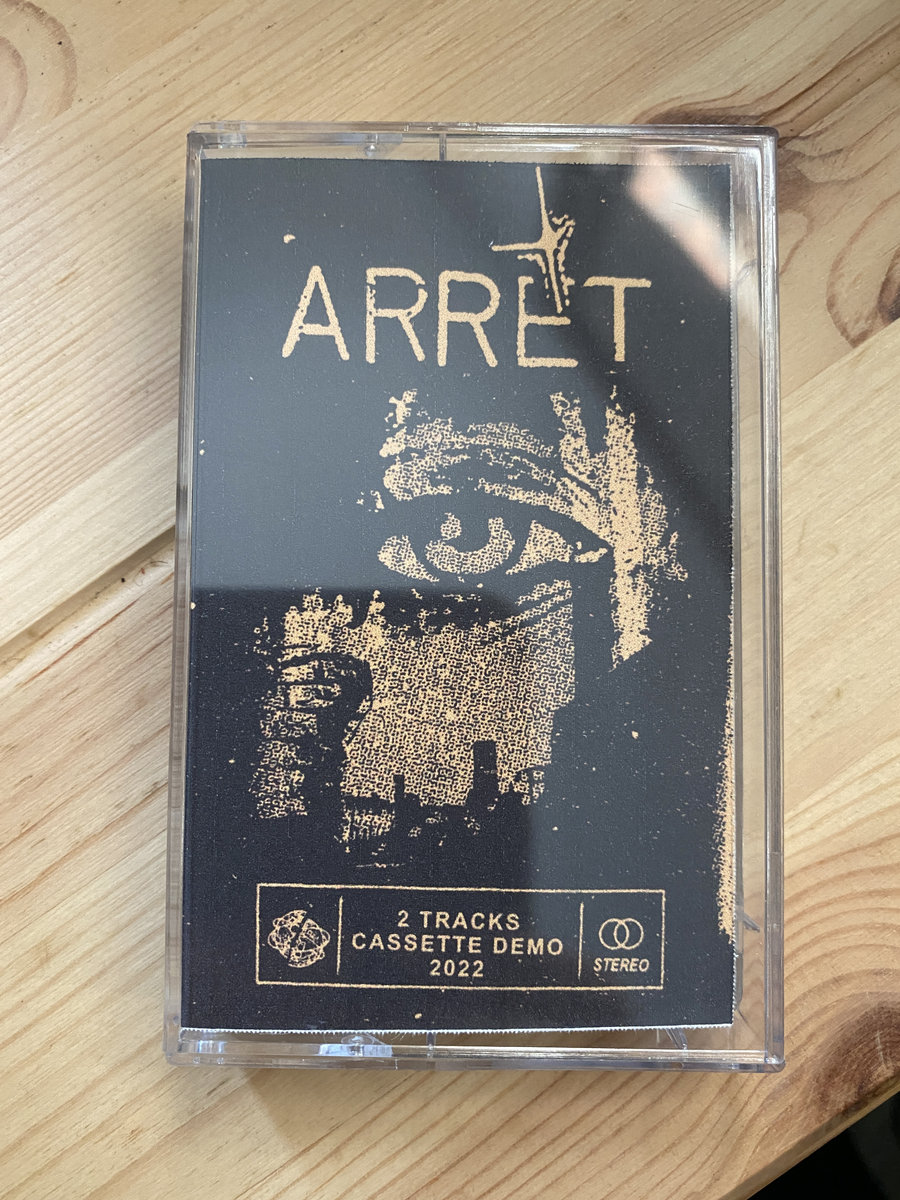 ARRET
2 TRACKS
CASSETTE DEMO
2022
STEREO